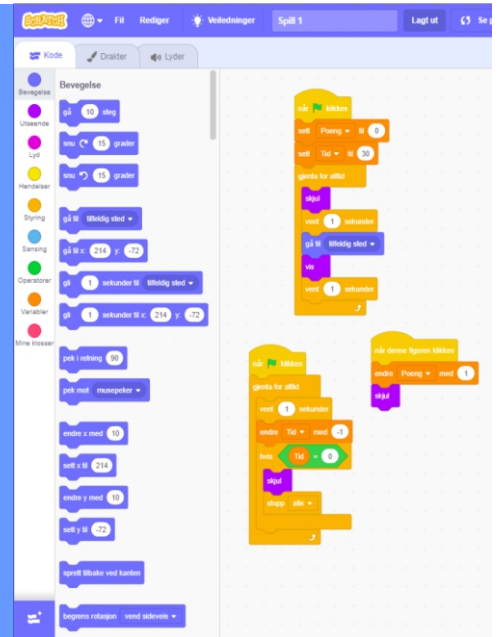 SCRATCH Fil Rediger Veiledninger Spill 1 Lagt ut Se p
Kode Drakter Lyder
Bevegelse
Utseende
Lyd
Hendelser
Styring
Sansing
Operatorer
Variabler
Mine klosser
Bevegelse
gå 10 steg
snu 15 grader
snu 15 grader
gå til tilfeldig sted
gå til x: 214 y: -72
gli 1 sekunder til tilfeldig sted
gli 1 sekunder til x: 214 y: -72
pek i retning 90
pek mot musepeker
endre x med 10
sett x til 214
endre y med 10
sett y til -72
sprett tilbake ved kanten
begrens rotasjon vend sideveis
når klikkes
sett Poeng til 0
sett Tid til 30
gjenta for alltid
skjul
vent 1 sekunder
gå til tilfeldig sted
vis
vent 1 sekunder
når klikkes
gjenta for alltid
vent 1 sekunder
endre Tid med -1
hvis Tid = 0
skjul
stopp alle
når denne figuren klikkes
endre Poeng med 1
skjul